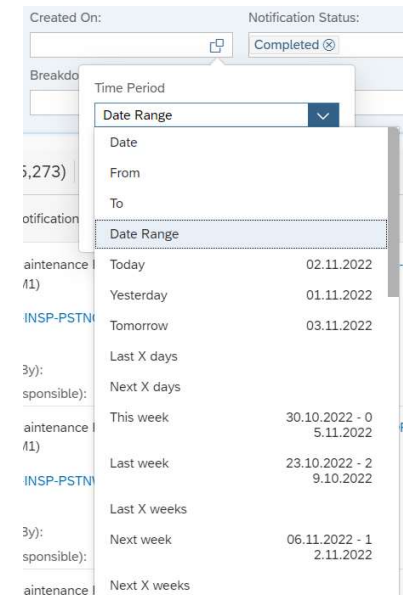 Created On:
Notification Status:
Completed
Breakdo
Time Period
Date Range
Date
5,273)
From
To
otification
Date Range
aintenance
Today 02.11.2022
M1)
Yesterday 01.11.2022
INSP-PSTN
Tomorrow 03.11.2022
Last X days
By):
Next X days
sponsible):
This week 30.10.2022 - 0
5.11.2022
aintenance
M1)
Last week 23.10.2022 - 2
9.10.2022
INSP-PSTN
Last X weeks
By):
Next week 06.11.2022 - 1
2.11.2022
sponsible):
Next X weeks
aintenance